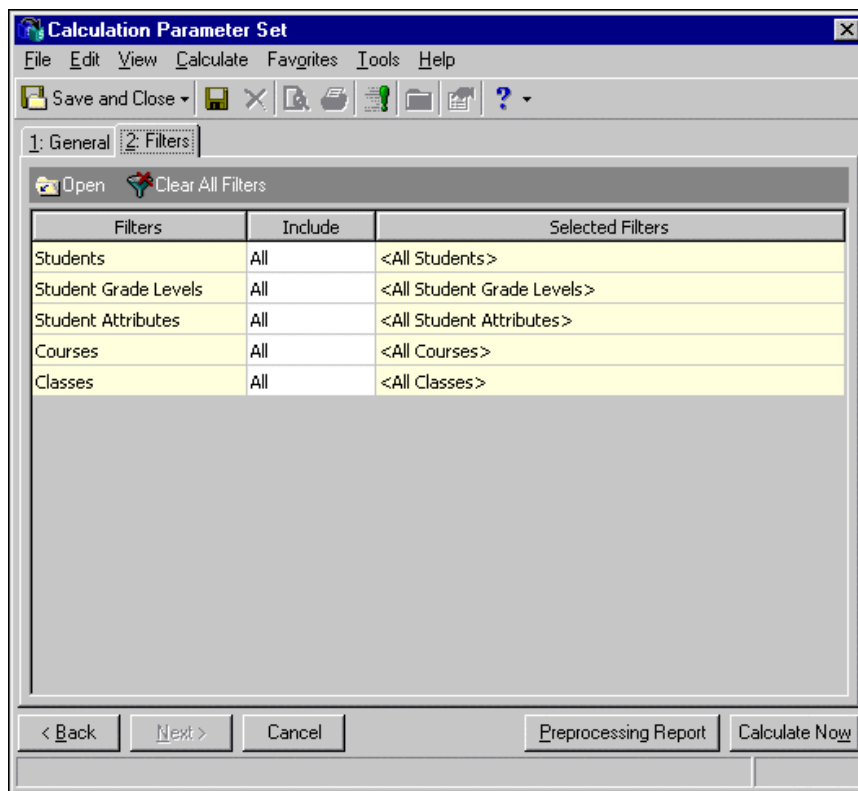 Calculation Parameter Set
File Edit View Calculate Favorites Tools Help
Save and Close ?
1: General 2: Filters
Open Clear All Filters
Filters Include Selected Filters
Students All <All Students>
Student Grade Levels All <All Student Grade Levels>
Student Attributes All <All Student Attributes>
Courses All <All Courses>
Classes All <All Classes>
< Back Next > Cancel Preprocessing Report Calculate Now